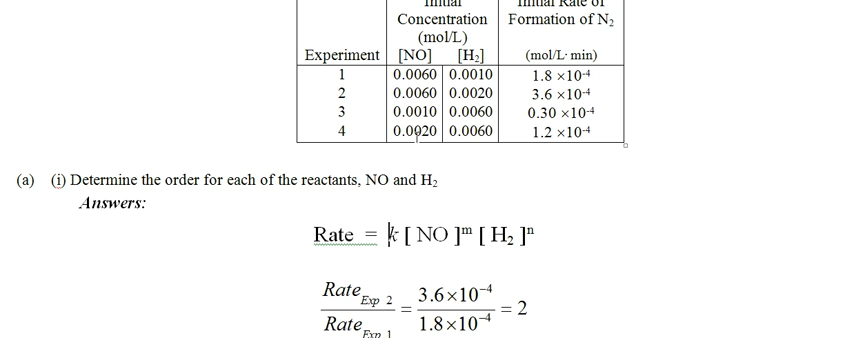 Initial Initial Rate of
Concentration Formation of N₂
(mol/L)
Experiment [NO] [H₂] (mol/L· min)
1 0.0060 0.0010 1.8 ×10⁻⁴
2 0.0060 0.0020 3.6 ×10⁻⁴
3 0.0010 0.0060 0.30 ×10⁻⁴
4 0.0020 0.0060 1.2 ×10⁻⁴
(a) (i) Determine the order for each of the reactants, NO and H₂
Answers:
Rate = k [ NO ]ᵐ [ H₂ ]ⁿ
Rate Exp 2 3.6×10⁻⁴
= = 2
Rate Exp 1 1.8×10⁻⁴